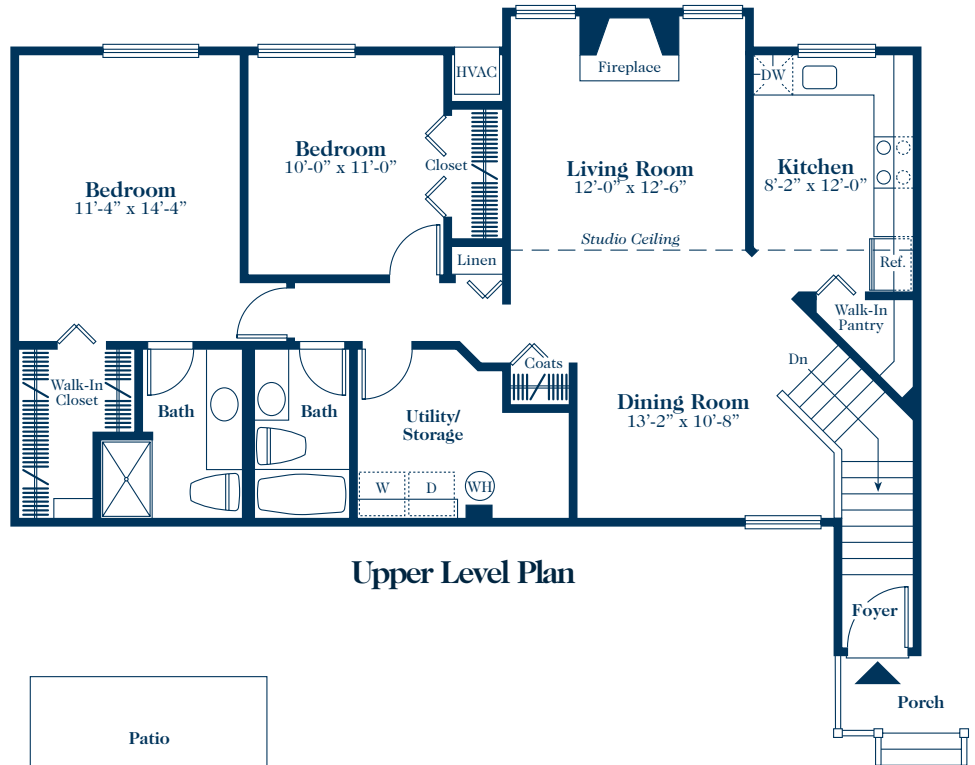 HVAC
Fireplace
DW
Bedroom
11'-4" x 14'-4"
Bedroom
10'-0" x 11'-0"
Closet
Living Room
12'-0" x 12'-6"
Kitchen
8'-2" x 12'-0"
Studio Ceiling
Linen
Ref.
Walk-In
Pantry
Walk-In
Closet
Bath
Bath
Utility/
Storage
Coats
Dn
Dining Room
13'-2" x 10'-8"
W
D
WH
Upper Level Plan
Foyer
Porch
Patio